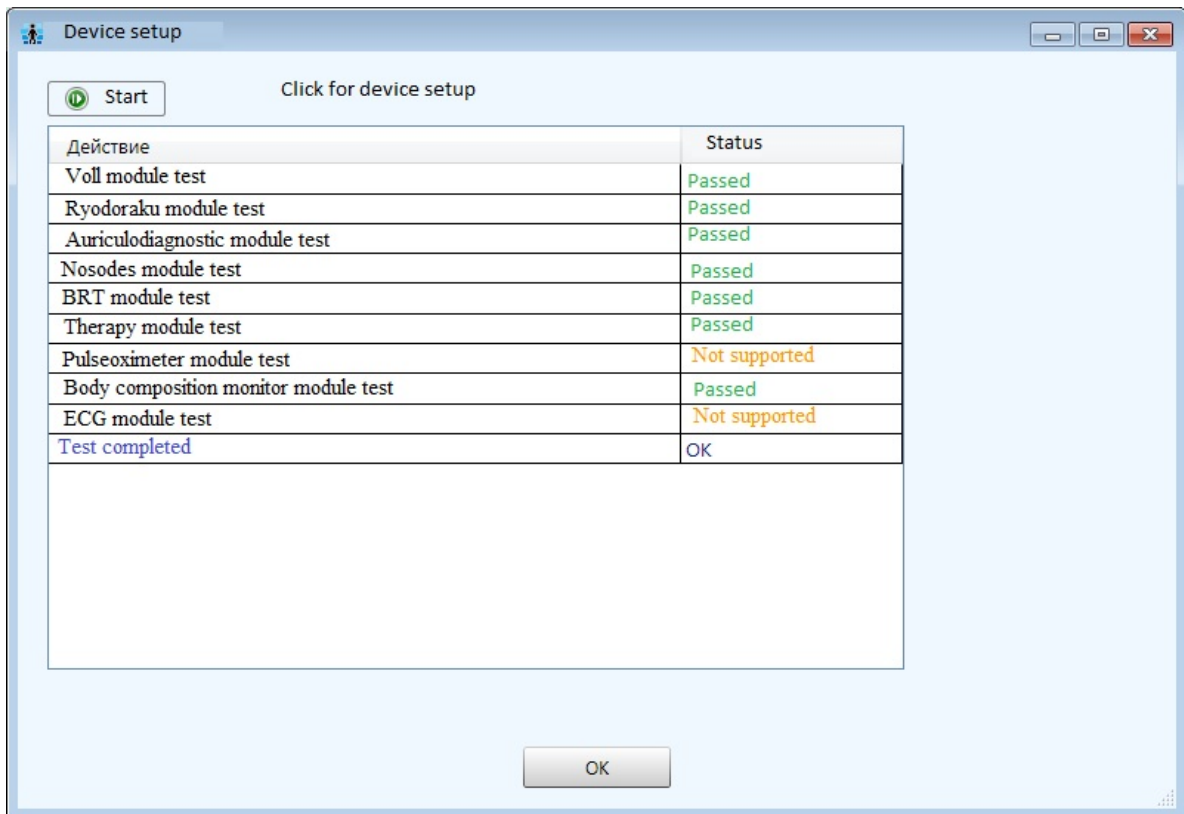 Device setup
Start Click for device setup
Действие Status
Voll module test Passed
Ryodoraku module test Passed
Auriculodiagnostic module test Passed
Nosodes module test Passed
BRT module test Passed
Therapy module test Passed
Pulseoximeter module test Not supported
Body composition monitor module test Passed
ECG module test Not supported
Test completed OK
OK